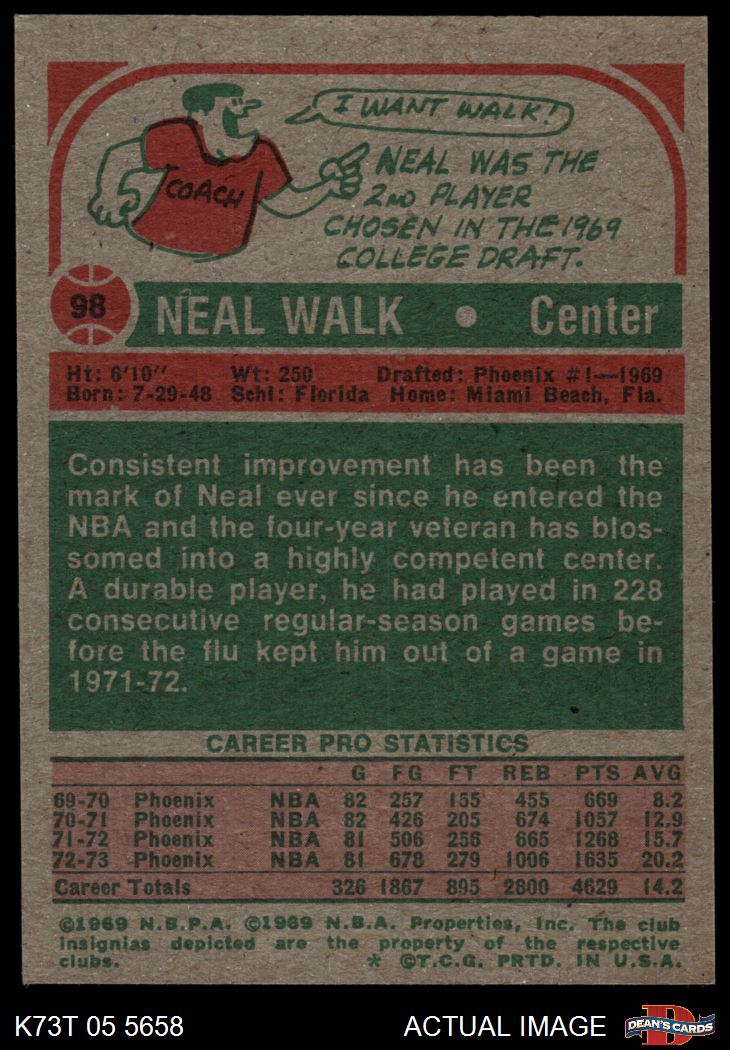 I WANT WALK!
COACH
NEAL WAS THE
2ND PLAYER
CHOSEN IN THE 1969
COLLEGE DRAFT.
98 NEAL WALK • Center
Ht: 6'10" Wt: 250 Drafted: Phoenix #1—1969
Born: 7-29-48 Schl: Florida Home: Miami Beach, Fla.
Consistent improvement has been the
mark of Neal ever since he entered the
NBA and the four-year veteran has blos-
somed into a highly competent center.
A durable player, he had played in 228
consecutive regular-season games be-
fore the flu kept him out of a game in
1971-72.
CAREER PRO STATISTICS
G FG FT REB PTS AVG
69-70 Phoenix NBA 82 257 155 455 669 8.2
70-71 Phoenix NBA 82 426 205 674 1057 12.9
71-72 Phoenix NBA 81 506 256 665 1268 15.7
72-73 Phoenix NBA 81 678 279 1006 1635 20.2
Career Totals 326 1867 895 2800 4629 14.2
©1969 N.B.P.A. ©1969 N.B.A. Properties, Inc. The club
insignias depicted are the property of the respective
clubs. * ©T.C.G. PRTD. IN U.S.A.
K73T 05 5658 ACTUAL IMAGE DEAN'S CARDS